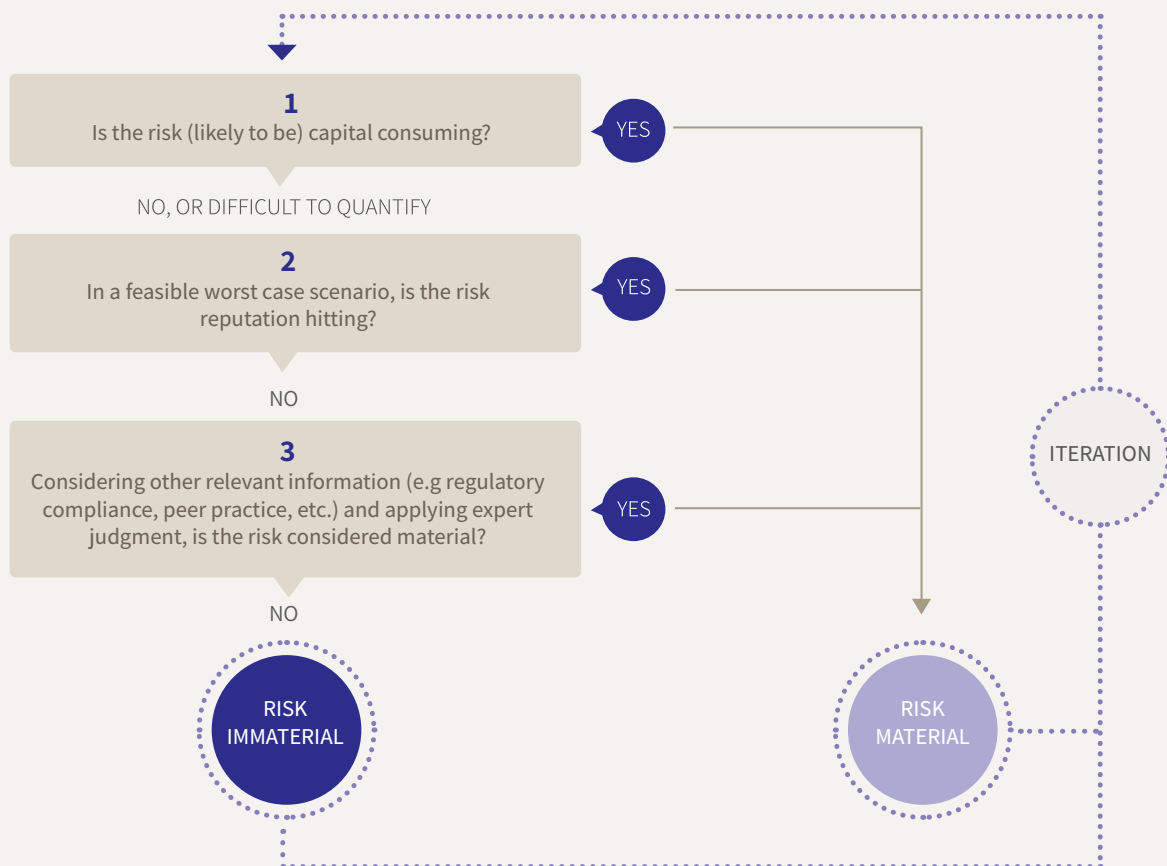 1
Is the risk (likely to be) capital consuming?
YES
NO, OR DIFFICULT TO QUANTIFY
2
In a feasible worst case scenario, is the risk
reputation hitting?
YES
NO
ITERATION
3
Considering other relevant information (e.g regulatory
compliance, peer practice, etc.) and applying expert
judgment, is the risk considered material?
YES
NO
RISK
IMMATERIAL
RISK
MATERIAL